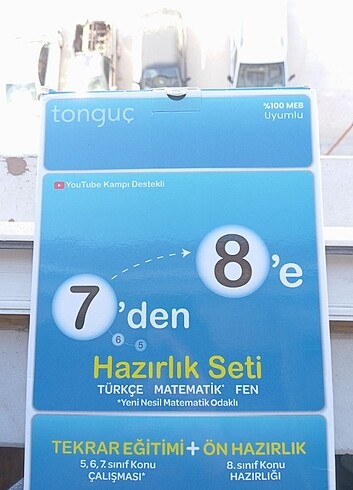 tonguç
%100 MEB
Uyumlu
YouTube Kampı Destekli
7'den
8'e
6 5
Hazırlık Seti
TÜRKÇE MATEMATİK* FEN
*Yeni Nesil Matematik Odaklı
TEKRAR EĞİTİMİ + ÖN HAZIRLIK
5, 6, 7. sınıf Konu
ÇALIŞMASI*
8. sınıf Konu
HAZIRLIĞI